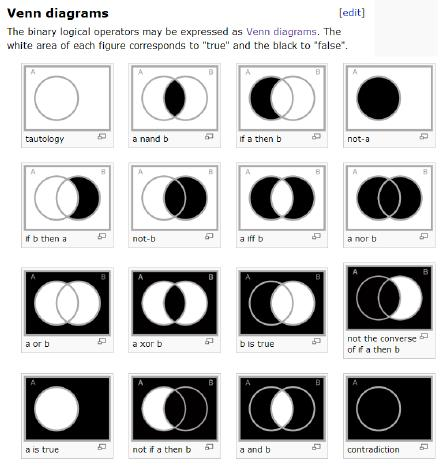 Venn diagrams [edit]
The binary logical operators may be expressed as Venn diagrams. The
white area of each figure corresponds to "true" and the black to "false".
A
A B
A B
A
tautology
a nand b
if a then b
not-a
A B
A B
A B
A B
if b then a
not-b
a iff b
a nor b
A B
A B
A B
A B
a or b
a xor b
b is true
not the converse
of if a then b
A
A B
A B
A
a is true
not if a then b
a and b
contradiction